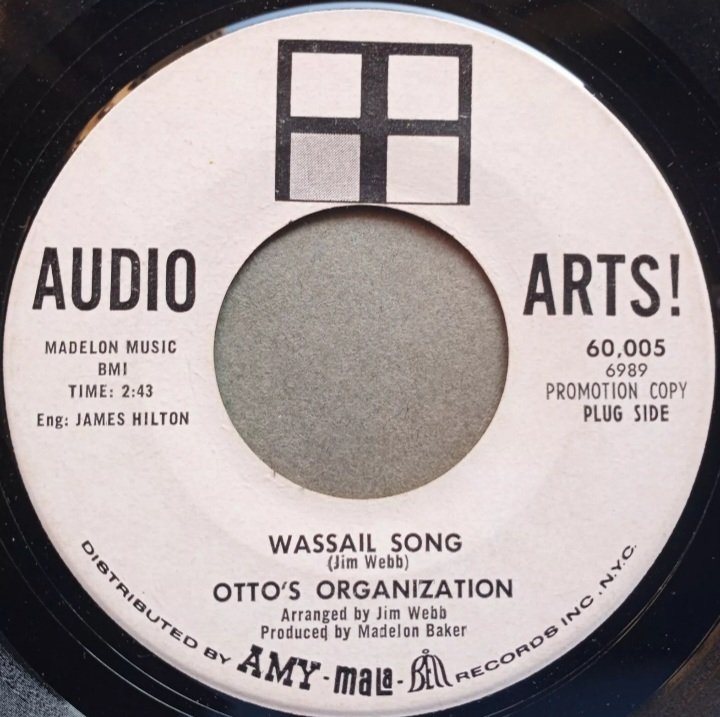 AUDIO
ARTS!
MADELON MUSIC
BMI
TIME: 2:43
Eng: JAMES HILTON
60,005
6989
PROMOTION COPY
PLUG SIDE
WASSAIL SONG
(Jim Webb)
OTTO'S ORGANIZATION
Arranged by Jim Webb
Produced by Madelon Baker
DISTRIBUTED BY AMY-mala-BELL RECORDS INC., N.Y.C.